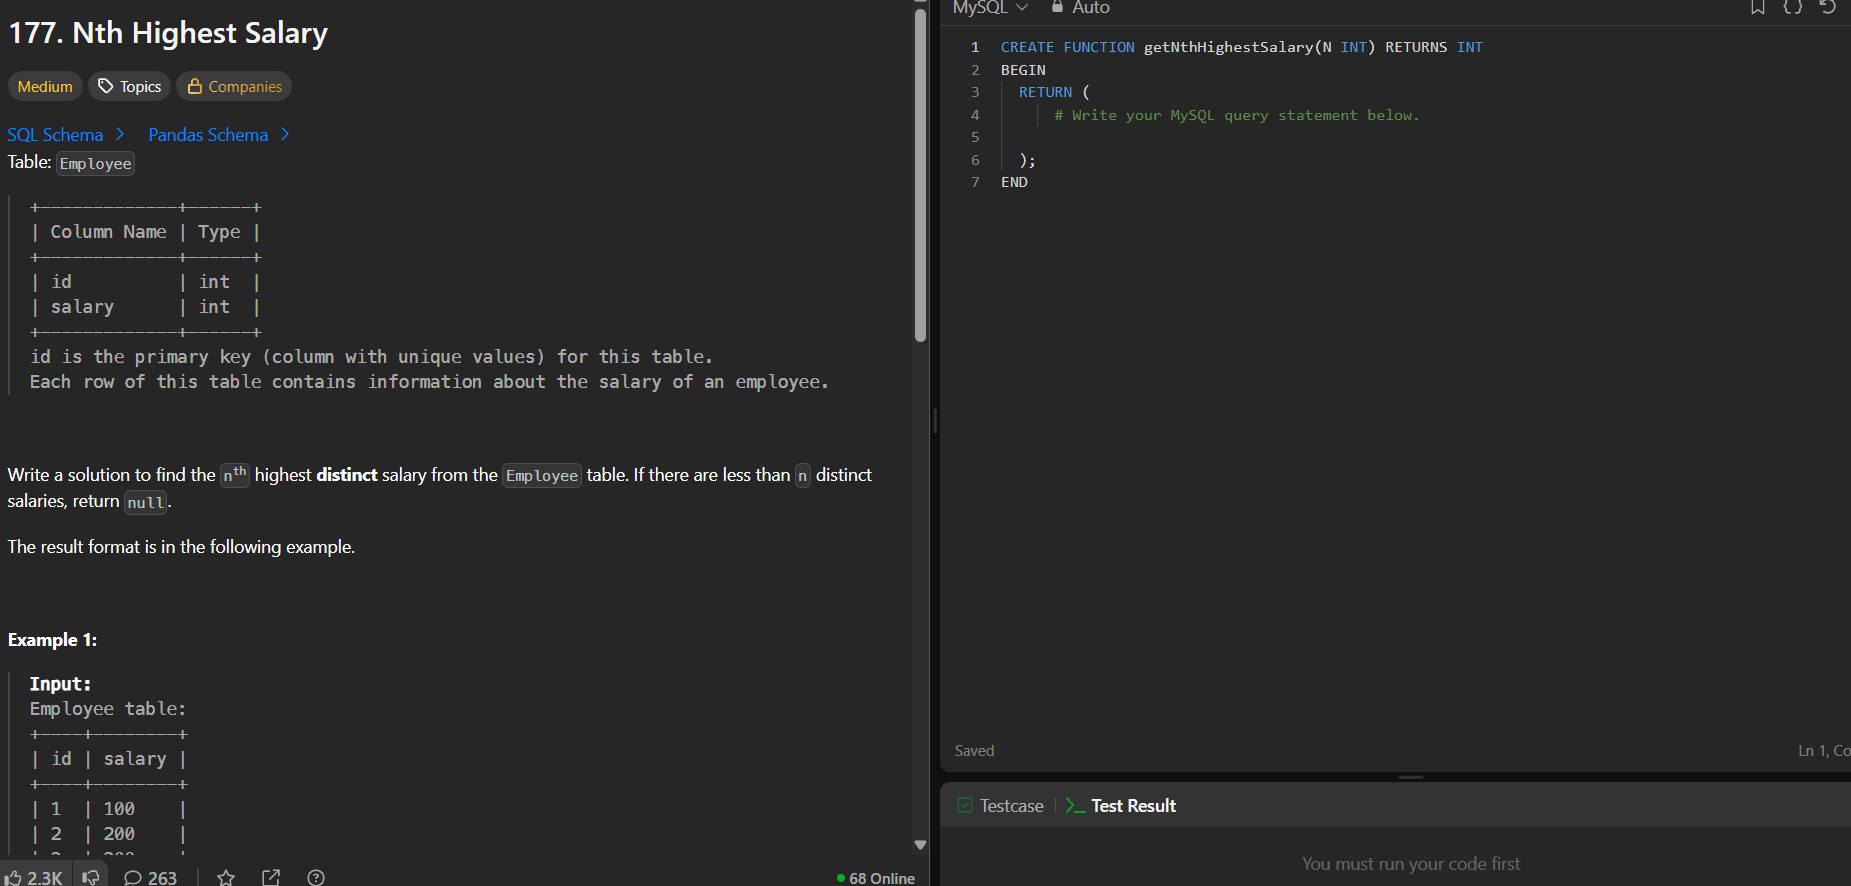 177. Nth Highest Salary
Medium Topics Companies
SQL Schema > Pandas Schema >
Table: Employee
+-------------+------+
| Column Name | Type |
+-------------+------+
| id          | int  |
| salary      | int  |
+-------------+------+
id is the primary key (column with unique values) for this table.
Each row of this table contains information about the salary of an employee.
Write a solution to find the nth highest distinct salary from the Employee table. If there are less than n distinct
salaries, return null.
The result format is in the following example.
Example 1:
Input:
Employee table:
+----+--------+
| id | salary |
+----+--------+
| 1  | 100    |
| 2  | 200    |
2.3K 263 68 Online
MySQL Auto
1 CREATE FUNCTION getNthHighestSalary(N INT) RETURNS INT
2 BEGIN
3   RETURN (
4       # Write your MySQL query statement below.
5
6   );
7 END
Saved Ln 1,
Testcase Test Result
You must run your code first